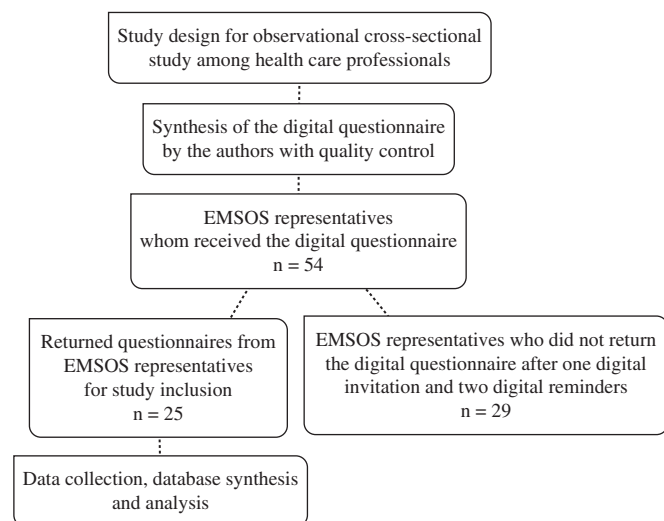 Study design for observational cross-sectional
study among health care professionals
Synthesis of the digital questionnaire
by the authors with quality control
EMSOS representatives
whom received the digital questionnaire
n = 54
Returned questionnaires from
EMSOS representatives
for study inclusion
n = 25
EMSOS representatives who did not return
the digital questionnaire after one digital
invitation and two digital reminders
n = 29
Data collection, database synthesis
and analysis